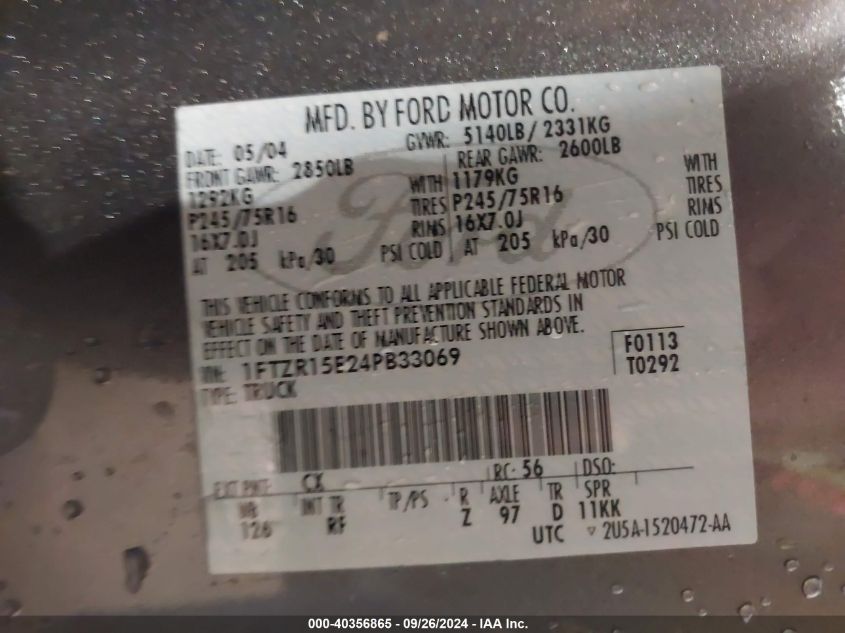 MFD. BY FORD MOTOR CO.
DATE: 05/04 GVWR: 5140LB/ 2331KG
FRONT GAWR: 2850LB REAR GAWR: 2600LB
1292KG WITH 1179KG WITH
P245/75R16 TIRES P245/75R16 TIRES
16X7.0J RIMS 16X7.0J RIMS
AT 205 kPa/30 PSI COLD AT 205 kPa/30 PSI COLD
Ford
THIS VEHICLE CONFORMS TO ALL APPLICABLE FEDERAL MOTOR
VEHICLE SAFETY AND THEFT PREVENTION STANDARDS IN
EFFECT ON THE DATE OF MANUFACTURE SHOWN ABOVE.
VIN: 1FTZR15E24PB33069
F0113
T0292
TYPE: TRUCK
EXT PNT: CX RC: 56 DSO:
WB INT TR TP/PS R AXLE TR SPR
126 RF Z 97 D 11KK
UTC ▽ 2U5A-1520472-AA
000-40356865 - 09/26/2024 - IAA Inc.